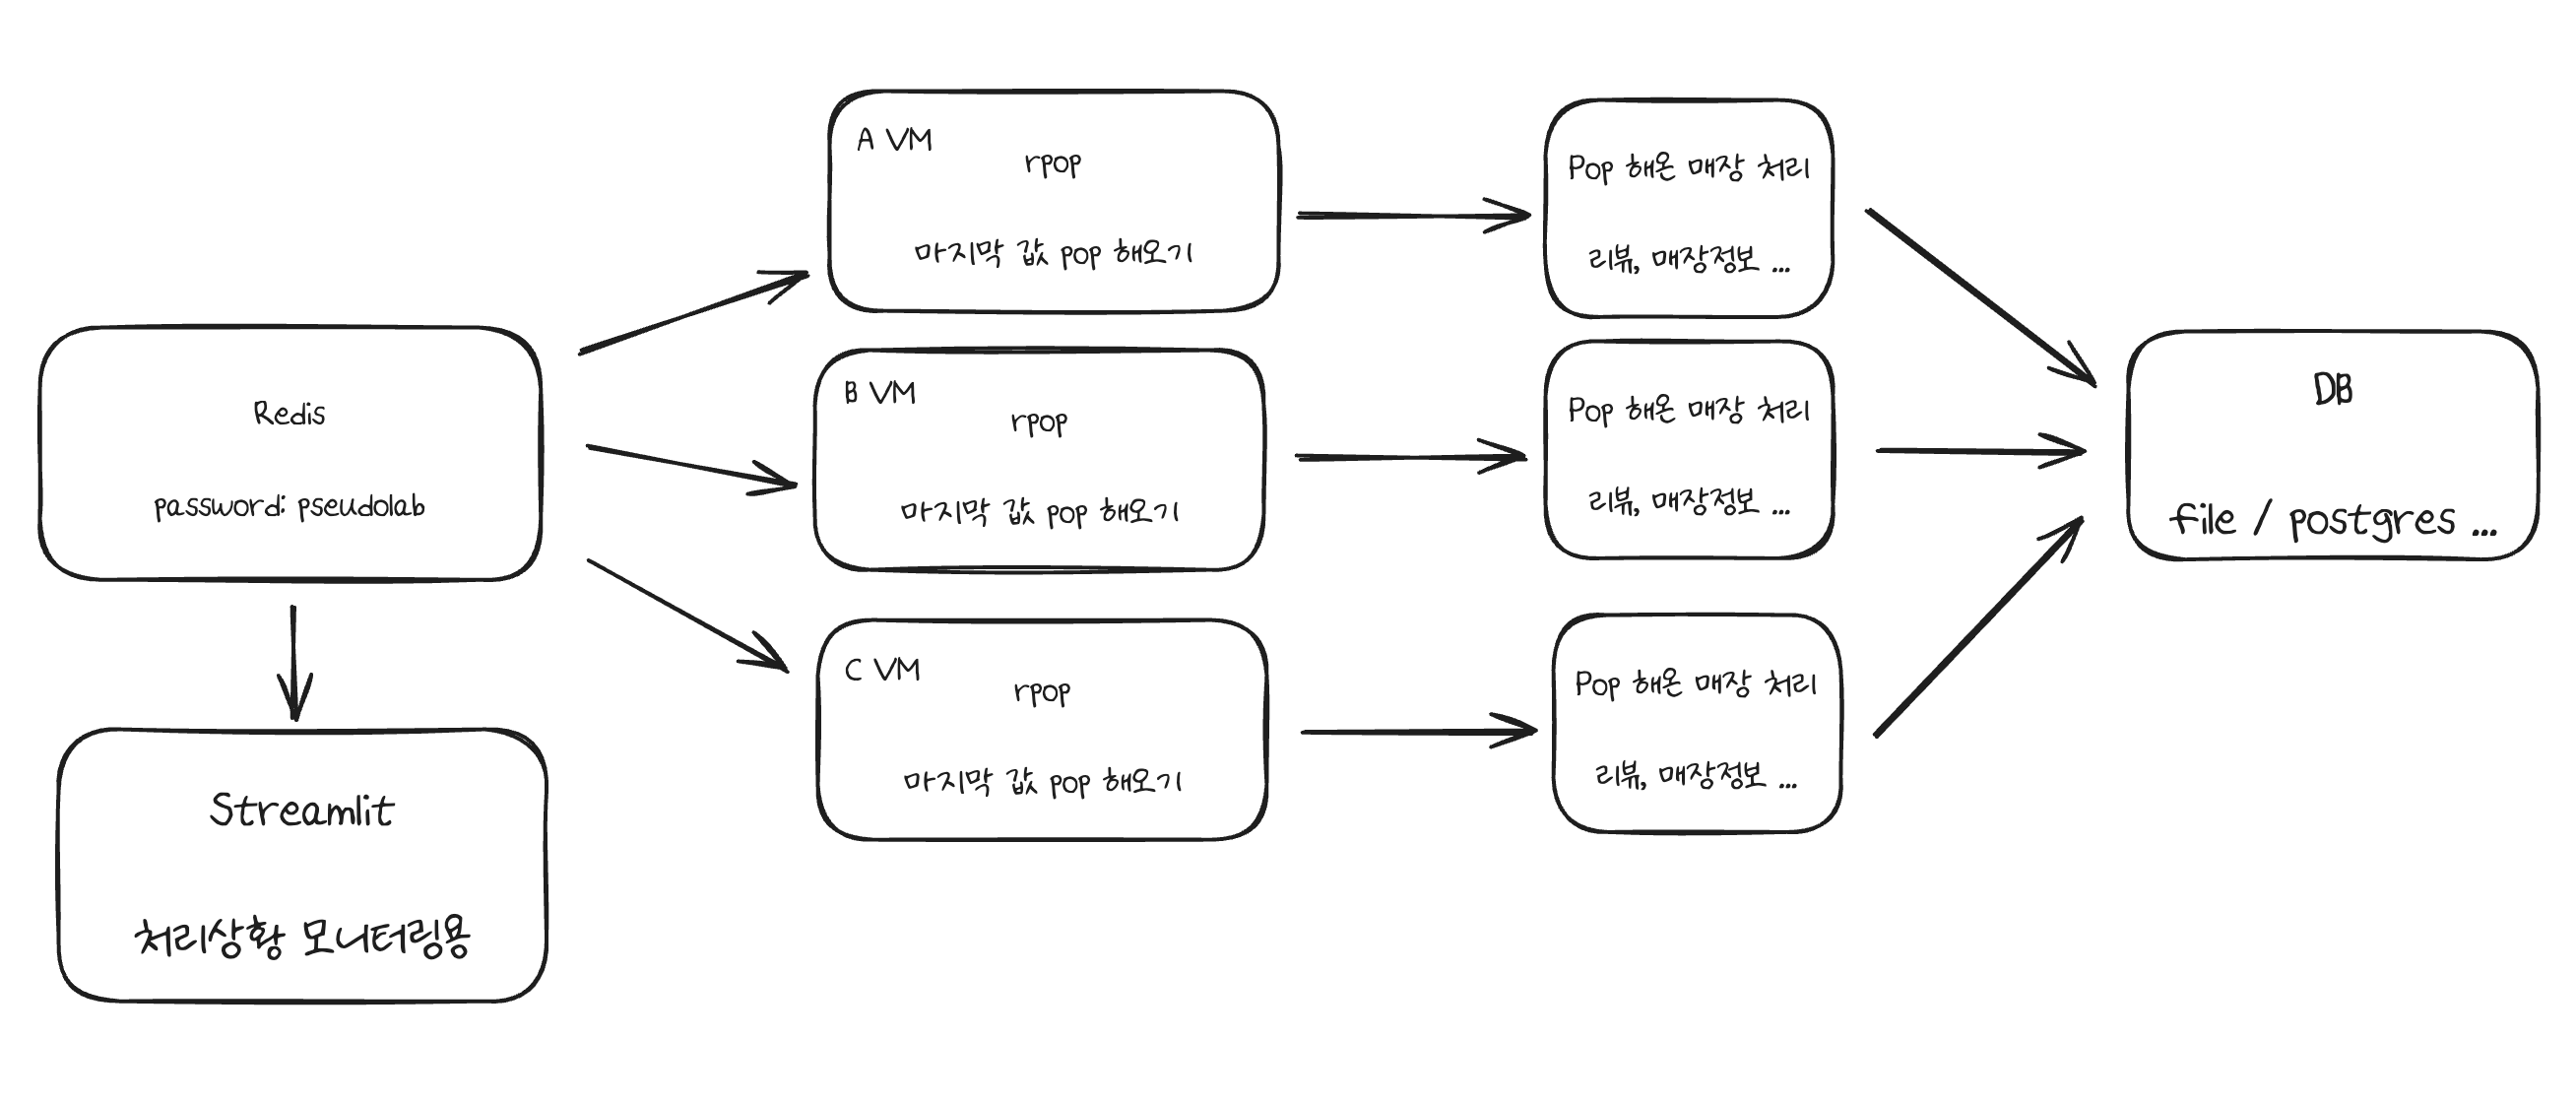 Redis
password: pseudolab
Streamlit
처리상황 모니터링용
A VM
rpop
마지막 값 pop 해오기
B VM
rpop
마지막 값 pop 해오기
C VM
rpop
마지막 값 pop 해오기
Pop 해온 매장 처리
리뷰, 매장정보 ...
Pop 해온 매장 처리
리뷰, 매장정보 ...
Pop 해온 매장 처리
리뷰, 매장정보 ...
DB
file / postgres ...